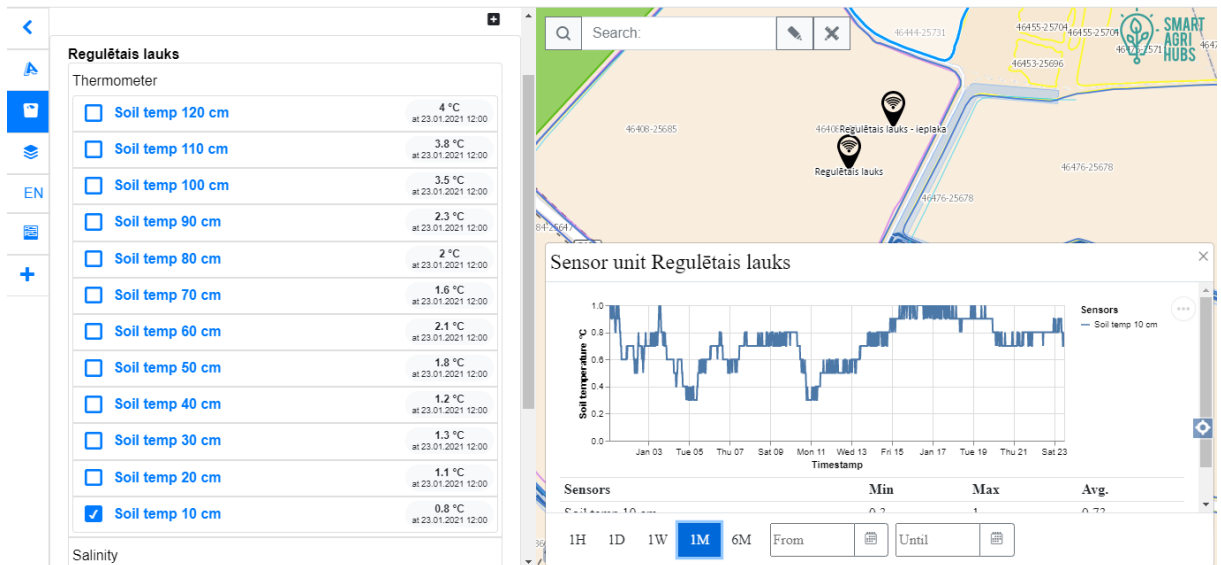 EN
Regulētais lauks
Thermometer
Soil temp 120 cm
4 °C
at 23.01.2021 12:00
Soil temp 110 cm
3.8 °C
at 23.01.2021 12:00
Soil temp 100 cm
3.5 °C
at 23.01.2021 12:00
Soil temp 90 cm
2.3 °C
at 23.01.2021 12:00
Soil temp 80 cm
2 °C
at 23.01.2021 12:00
Soil temp 70 cm
1.6 °C
at 23.01.2021 12:00
Soil temp 60 cm
2.1 °C
at 23.01.2021 12:00
Soil temp 50 cm
1.8 °C
at 23.01.2021 12:00
Soil temp 40 cm
1.2 °C
at 23.01.2021 12:00
Soil temp 30 cm
1.3 °C
at 23.01.2021 12:00
Soil temp 20 cm
1.1 °C
at 23.01.2021 12:00
Soil temp 10 cm
0.8 °C
at 23.01.2021 12:00
Salinity
Search:
46444-25731
46455-25704
46455-25704
46453-25696
SMART
AGRI
HUBS
46408-25685
Regulētais lauks - ieplaka
Regulētais lauks
46476-25678
46476-25678
Sensor unit Regulētais lauks
×
Soil temperature °C
1.0
0.8
0.6
0.4
0.2
0.0
Jan 03 Tue 05 Thu 07 Sat 09 Mon 11 Wed 13 Fri 15 Jan 17 Tue 19 Thu 21 Sat 23
Timestamp
Sensors
Soil temp 10 cm
Sensors Min Max Avg.
Soil temp 10 cm 0.3 1 0.73
1H 1D 1W 1M 6M From Until